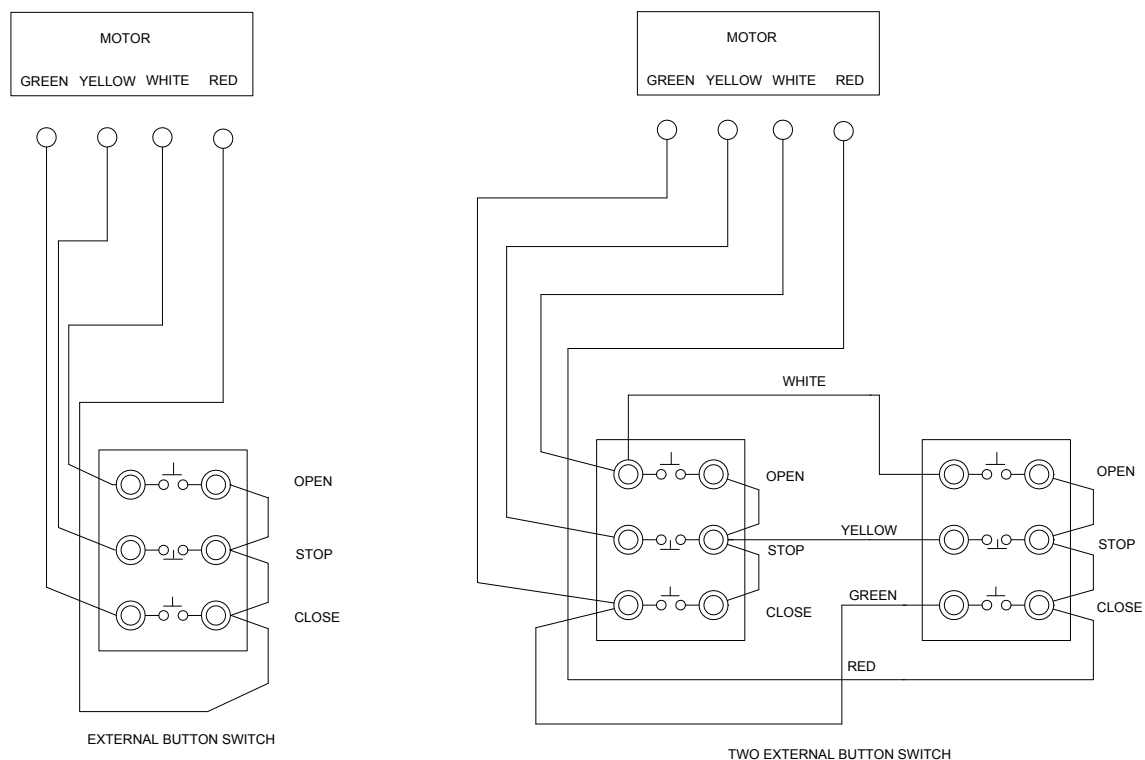 MOTOR
GREEN YELLOW WHITE RED
OPEN
STOP
CLOSE
EXTERNAL BUTTON SWITCH
MOTOR
GREEN YELLOW WHITE RED
WHITE
OPEN
YELLOW
STOP
GREEN
CLOSE
RED
OPEN
STOP
CLOSE
TWO EXTERNAL BUTTON SWITCH